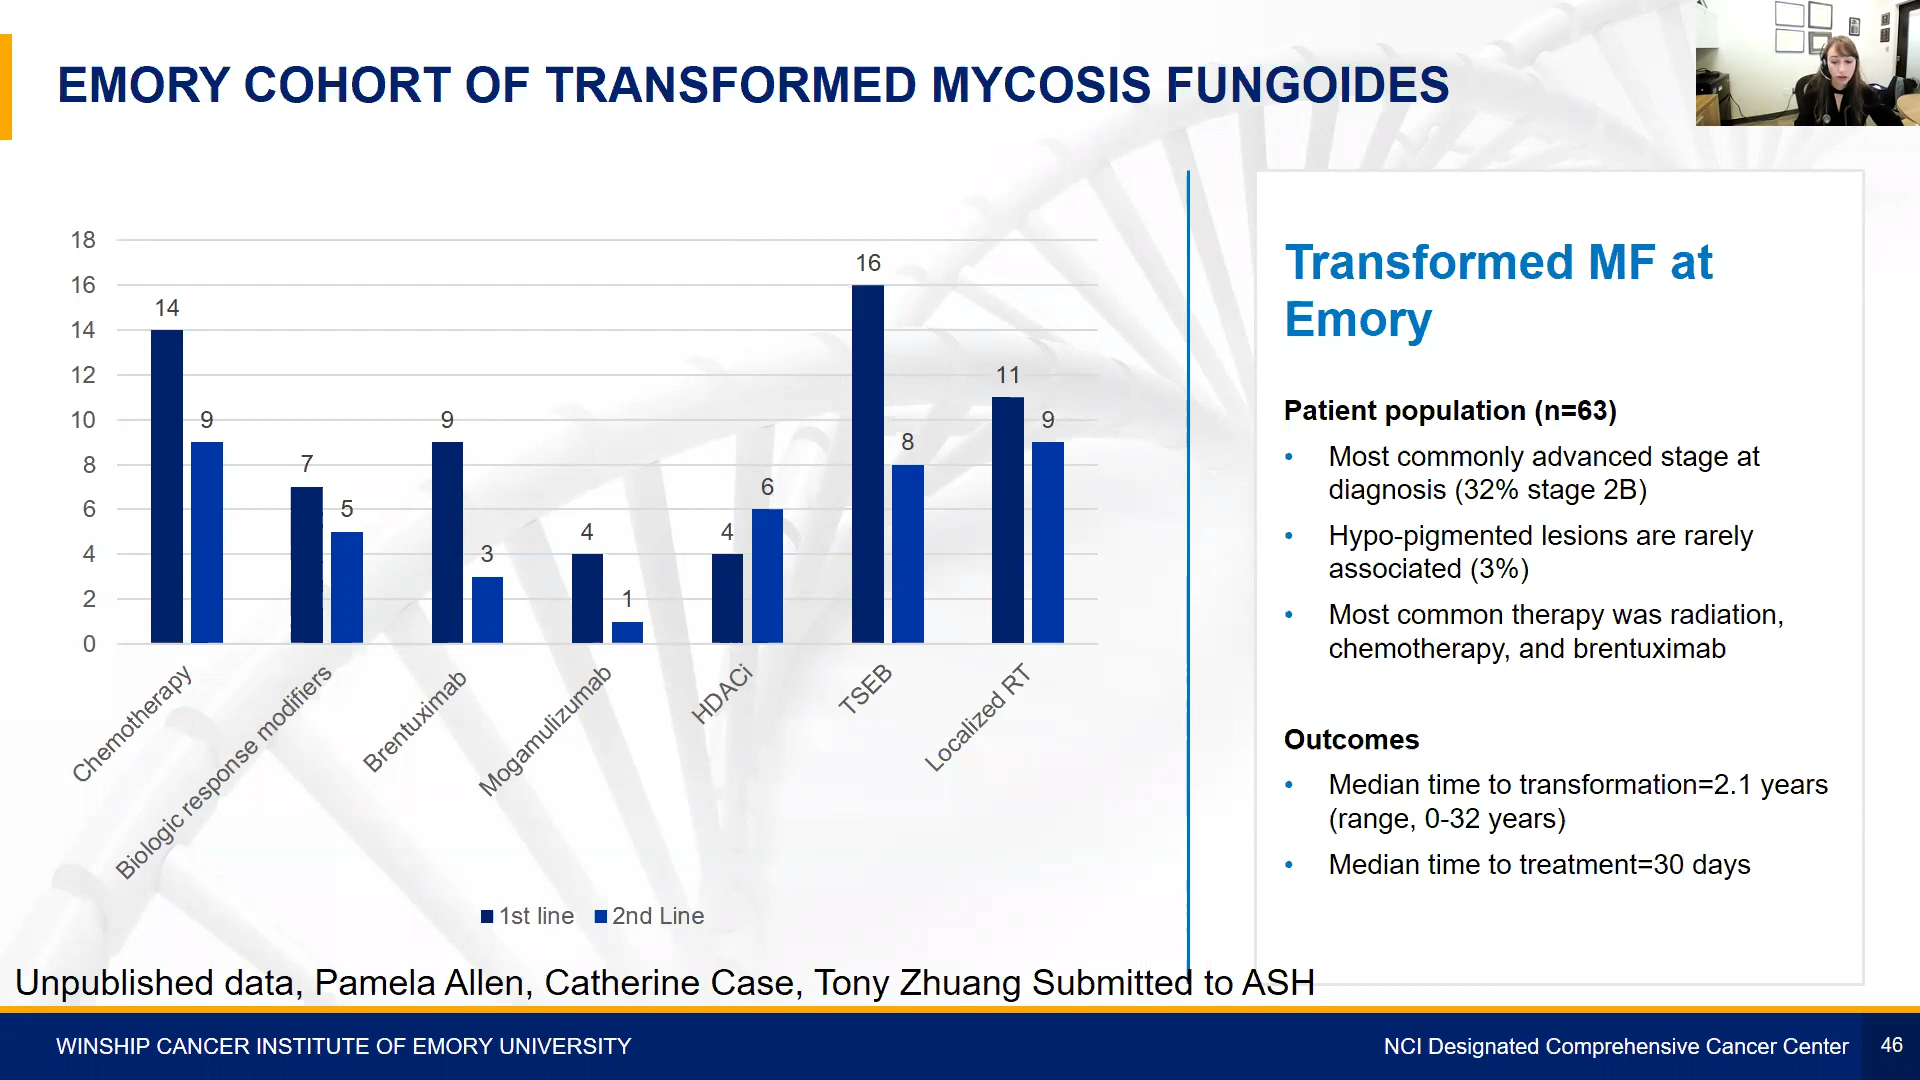 EMORY COHORT OF TRANSFORMED MYCOSIS FUNGOIDES
18
16
14
12
10
8
6
4
2
0
14
9
7
5
9
3
4
1
4
6
16
8
11
9
Chemotherapy
Biologic response modifiers
Brentuximab
Mogamulizumab
HDACi
TSEB
Localized RT
1st line
2nd Line
Transformed MF at
Emory
Patient population (n=63)
• Most commonly advanced stage at
diagnosis (32% stage 2B)
• Hypo-pigmented lesions are rarely
associated (3%)
• Most common therapy was radiation,
chemotherapy, and brentuximab
Outcomes
• Median time to transformation=2.1 years
(range, 0-32 years)
• Median time to treatment=30 days
Unpublished data, Pamela Allen, Catherine Case, Tony Zhuang Submitted to ASH
WINSHIP CANCER INSTITUTE OF EMORY UNIVERSITY
NCI Designated Comprehensive Cancer Center
46